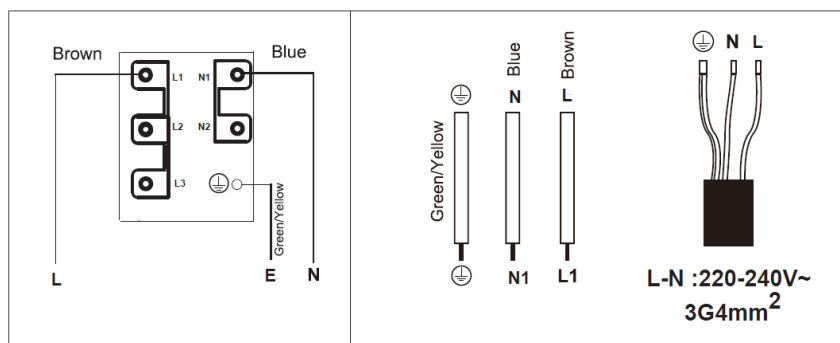 Brown
Blue
L1
N1
L2
N2
L3
Green/Yellow
L
E
N
Green/Yellow
Blue
Brown
N
L
N1
L1
N
L
L-N :220-240V~
3G4mm²